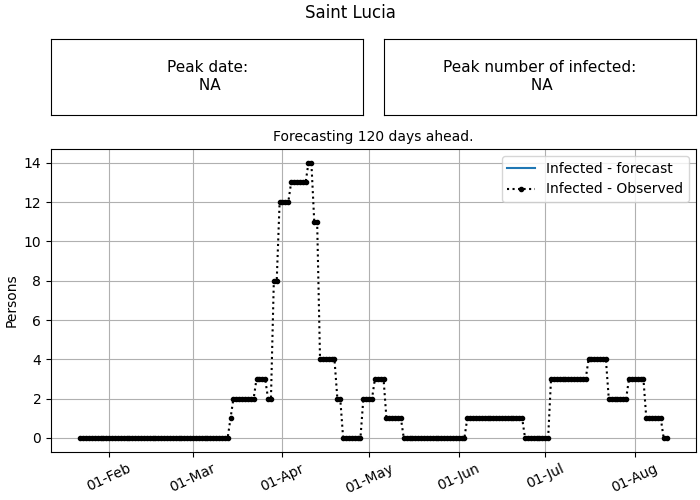 Saint Lucia
Peak date:
NA
Peak number of infected:
NA
Forecasting 120 days ahead.
Infected - forecast
Infected - Observed
Persons
14
12
10
8
6
4
2
0
01-Feb
01-Mar
01-Apr
01-May
01-Jun
01-Jul
01-Aug